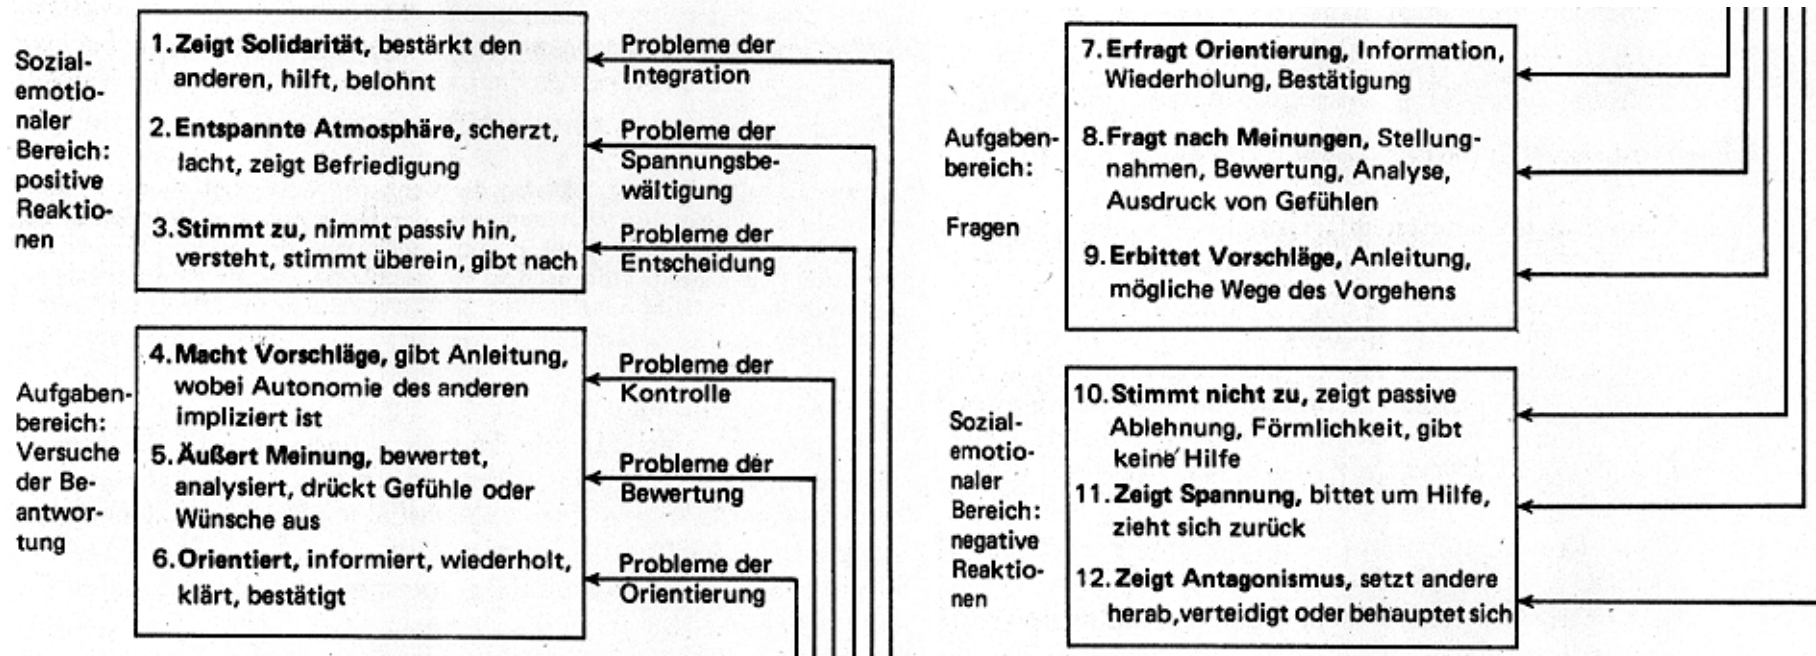 Sozial-
emotio-
naler
Bereich:
positive
Reaktio-
nen
1. Zeigt Solidarität, bestärkt den
anderen, hilft, belohnt
2. Entspannte Atmosphäre, scherzt,
lacht, zeigt Befriedigung
3. Stimmt zu, nimmt passiv hin,
versteht, stimmt überein, gibt nach
Probleme der
Integration
Probleme der
Spannungsbe-
wältigung
Probleme der
Entscheidung
Aufgaben-
bereich:
Versuche
der Be-
antwor-
tung
4. Macht Vorschläge, gibt Anleitung,
wobei Autonomie des anderen
impliziert ist
5. Äußert Meinung, bewertet,
analysiert, drückt Gefühle oder
Wünsche aus
6. Orientiert, informiert, wiederholt,
klärt, bestätigt
Probleme der
Kontrolle
Probleme der
Bewertung
Probleme der
Orientierung
Aufgaben-
bereich:
Fragen
7. Erfragt Orientierung, Information,
Wiederholung, Bestätigung
8. Fragt nach Meinungen, Stellung-
nahmen, Bewertung, Analyse,
Ausdruck von Gefühlen
9. Erbittet Vorschläge, Anleitung,
mögliche Wege des Vorgehens
Sozial-
emotio-
naler
Bereich:
negative
Reaktio-
nen
10. Stimmt nicht zu, zeigt passive
Ablehnung, Förmlichkeit, gibt
keine Hilfe
11. Zeigt Spannung, bittet um Hilfe,
zieht sich zurück
12. Zeigt Antagonismus, setzt andere
herab, verteidigt oder behauptet sich